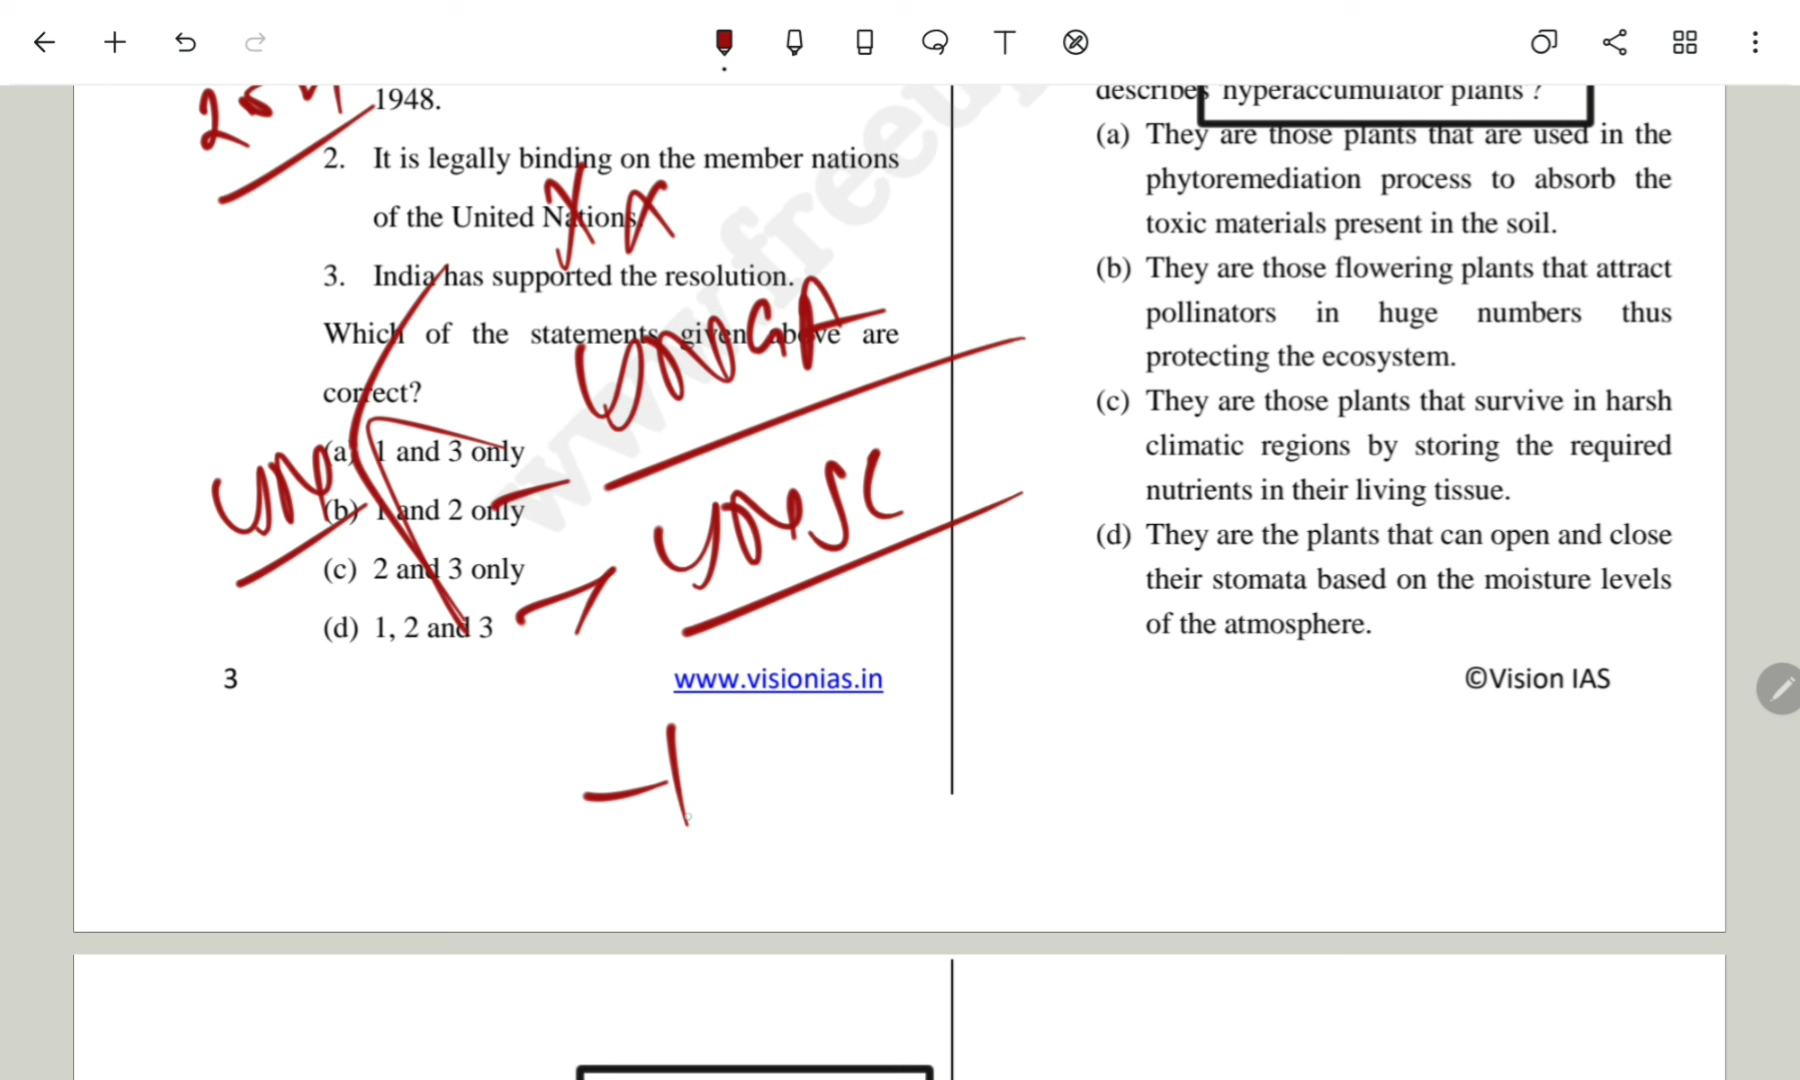 1948.
2. It is legally binding on the member nations
of the United Nations.
3. India has supported the resolution.
Which of the statements given above are
correct?
(a) 1 and 3 only
(b) 1 and 2 only
(c) 2 and 3 only
(d) 1, 2 and 3
UNGA
UNSC
3
www.visionias.in
describes hyperaccumulator plants ?
(a) They are those plants that are used in the
phytoremediation process to absorb the
toxic materials present in the soil.
(b) They are those flowering plants that attract
pollinators in huge numbers thus
protecting the ecosystem.
(c) They are those plants that survive in harsh
climatic regions by storing the required
nutrients in their living tissue.
(d) They are the plants that can open and close
their stomata based on the moisture levels
of the atmosphere.
©Vision IAS